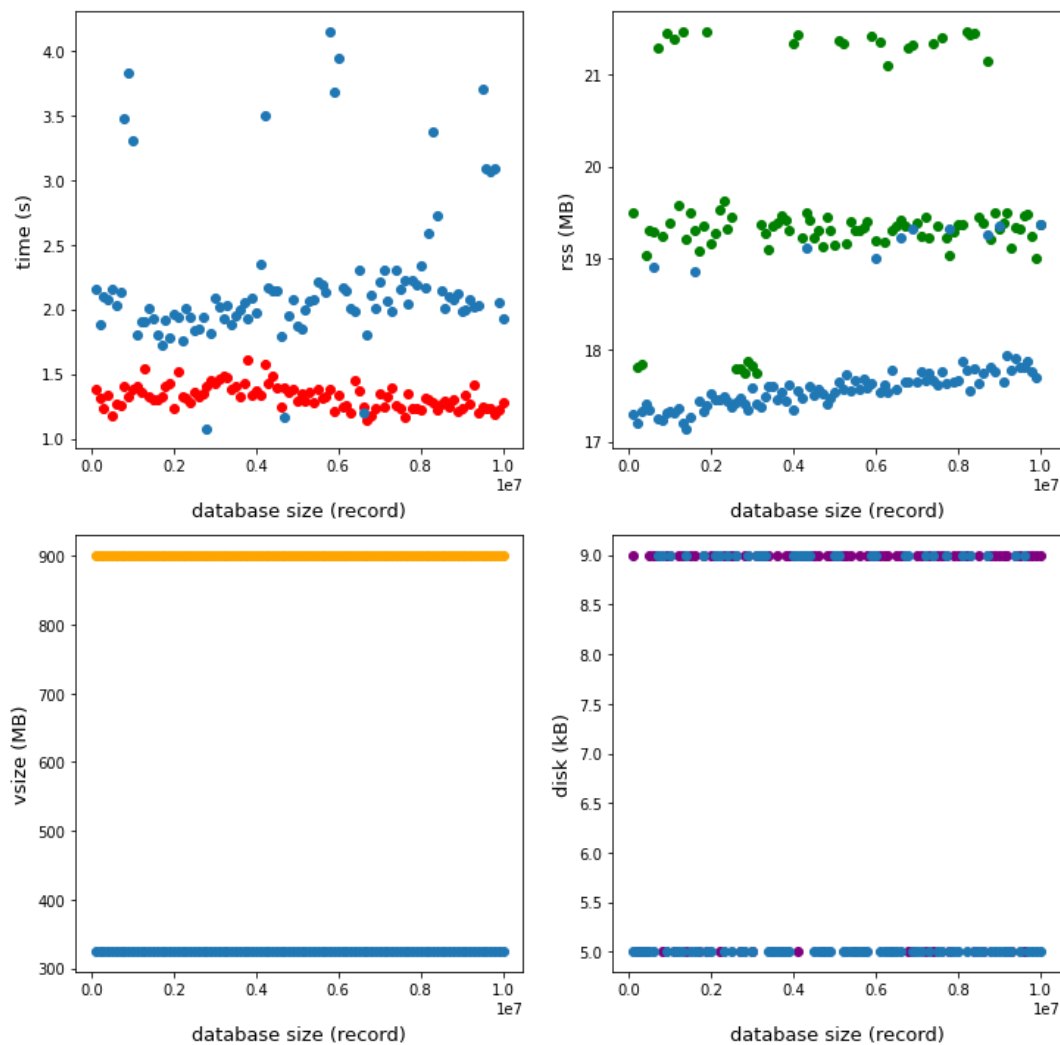 time (s)
4.0
3.5
3.0
2.5
2.0
1.5
1.0
0.0 0.2 0.4 0.6 0.8 1.0
1e7
database size (record)
rss (MB)
21
20
19
18
17
0.0 0.2 0.4 0.6 0.8 1.0
1e7
database size (record)
vsize (MB)
900
800
700
600
500
400
300
0.0 0.2 0.4 0.6 0.8 1.0
1e7
database size (record)
disk (kB)
9.0
8.5
8.0
7.5
7.0
6.5
6.0
5.5
5.0
0.0 0.2 0.4 0.6 0.8 1.0
1e7
database size (record)